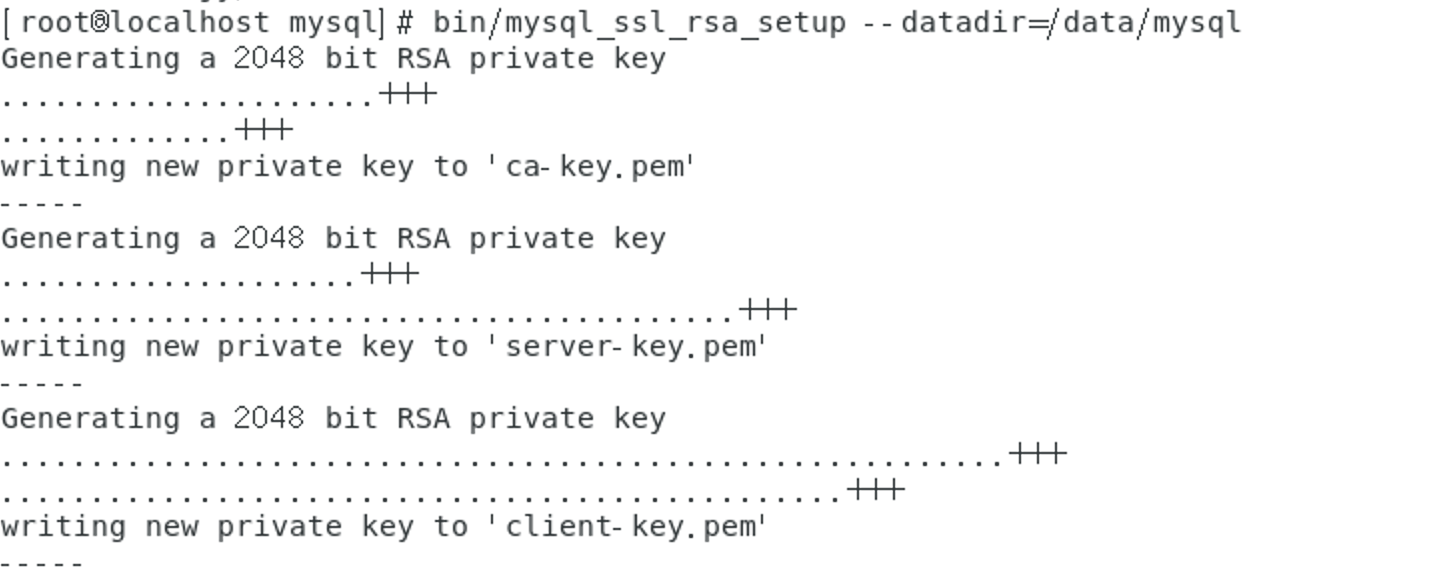 [root@localhost mysql]# bin/mysql_ssl_rsa_setup --datadir=/data/mysql
Generating a 2048 bit RSA private key
.....................+++
.............+++
writing new private key to 'ca-key.pem'
-----
Generating a 2048 bit RSA private key
....................+++
.........................................+++
writing new private key to 'server-key.pem'
-----
Generating a 2048 bit RSA private key
........................................................+++
...............................................+++
writing new private key to 'client-key.pem'
-----